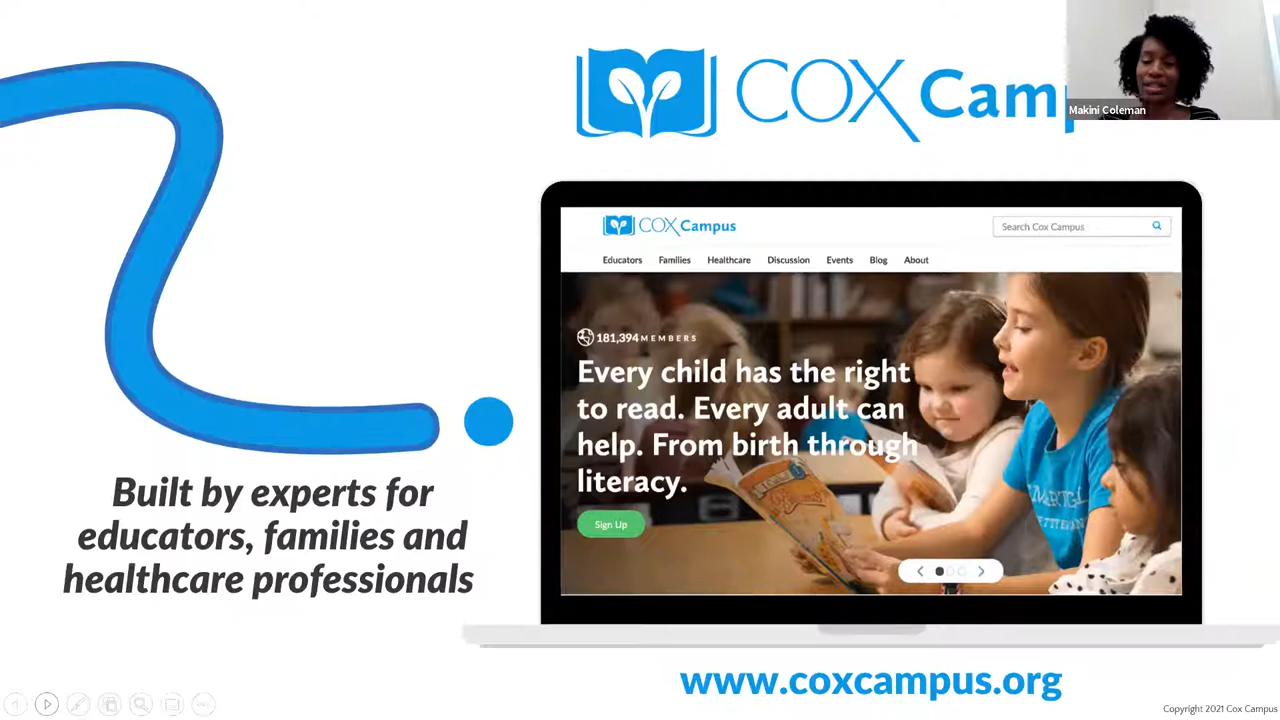 COX Cam
Makini Coleman
COX Campus
Search Cox Campus
Educators Families Healthcare Discussion Events Blog About
181,394 MEMBERS
Every child has the right
to read. Every adult can
help. From birth through
literacy.
Sign Up
Built by experts for
educators, families and
healthcare professionals
www.coxcampus.org
Copyright 2021 Cox Campus